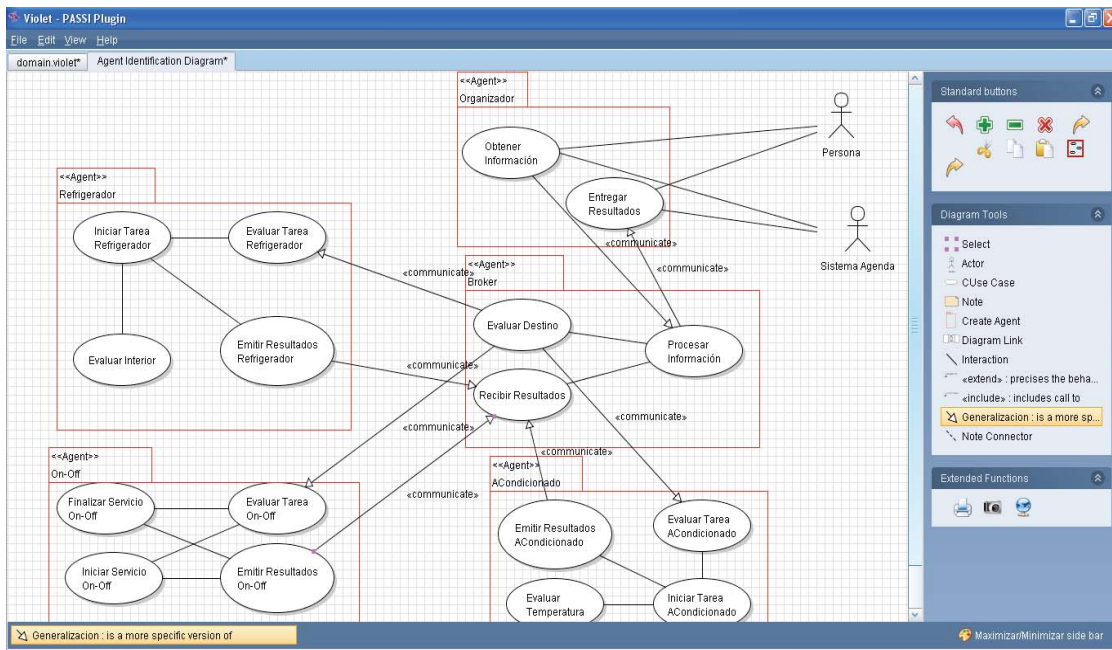 Violet - PASSI Plugin
File Edit View Help
domain.violet* Agent Identification Diagram*
<<Agent>>
Organizador
Obtener
Información
Entregar
Resultados
Persona
Sistema Agenda
<<Agent>>
Refrigerador
Iniciar Tarea
Refrigerador
Evaluar Tarea
Refrigerador
Evaluar Interior
Emitir Resultados
Refrigerador
«communicate»
«communicate»
«communicate»
<<Agent>>
Broker
Evaluar Destino
Procesar
Información
Recibir Resultados
«communicate»
«communicate»
«communicate»
«communicate»
«communicate»
<<Agent>>
On-Off
Finalizar Servicio
On-Off
Evaluar Tarea
On-Off
Iniciar Servicio
On-Off
Emitir Resultados
On-Off
<<Agent>>
ACondicionado
Emitir Resultados
ACondicionado
Evaluar Tarea
ACondicionado
Evaluar
Temperatura
Iniciar Tarea
ACondicionado
Standard buttons
Diagram Tools
Select
Actor
CUse Case
Note
Create Agent
Diagram Link
Interaction
«extend» : precises the beha...
«include» : includes call to
Generalizacion : is a more sp...
Note Connector
Extended Functions
Generalizacion : is a more specific version of
Maximizar/Minimizar side bar